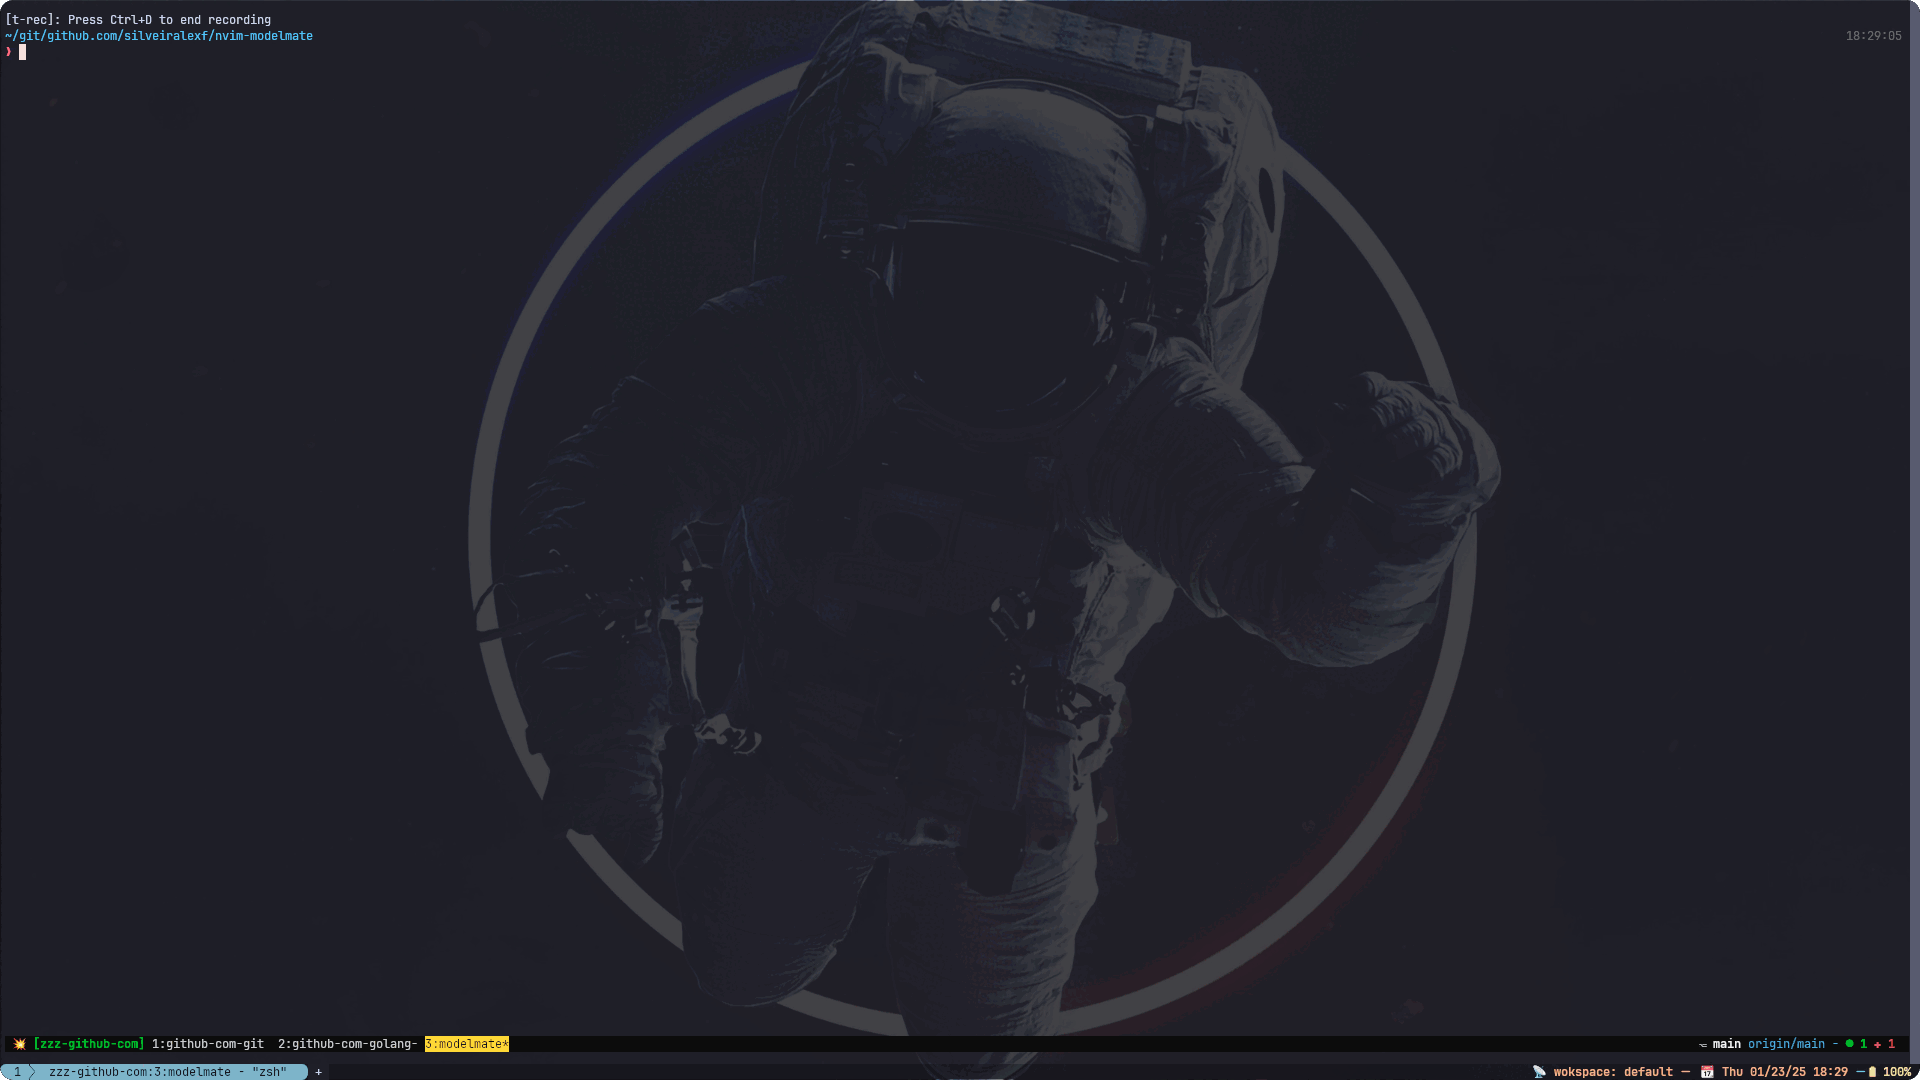 [t-rec]: Press Ctrl+D to end recording
~/git/github.com/silveiralexf/nvim-modelmate 18:29:05
❯
💥 [zzz-github-com] 1:github-com-git 2:github-com-golang- 3:modelmate* main origin/main - ● 1 ✚ 1
1 zzz-github-com:3:modelmate - "zsh" + 📡 wokspace: default — 📆 Thu 01/23/25 18:29 —🔋 100%